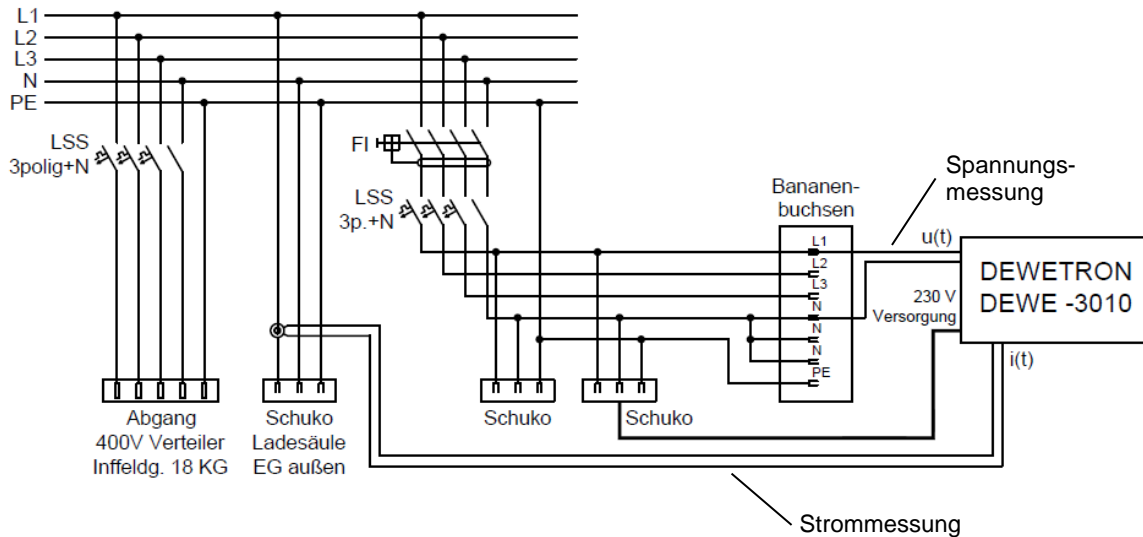 L1
L2
L3
N
PE
LSS
3polig+N
FI
LSS
3p.+N
Bananen-
buchsen
L1
L2
L3
N
N
N
PE
Spannungs-
messung
u(t)
230 V
Versorgung
DEWETRON
DEWE -3010
i(t)
Abgang
400V Verteiler
Inffeldg. 18 KG
Schuko
Ladesäule
EG außen
Schuko
Schuko
Strommessung